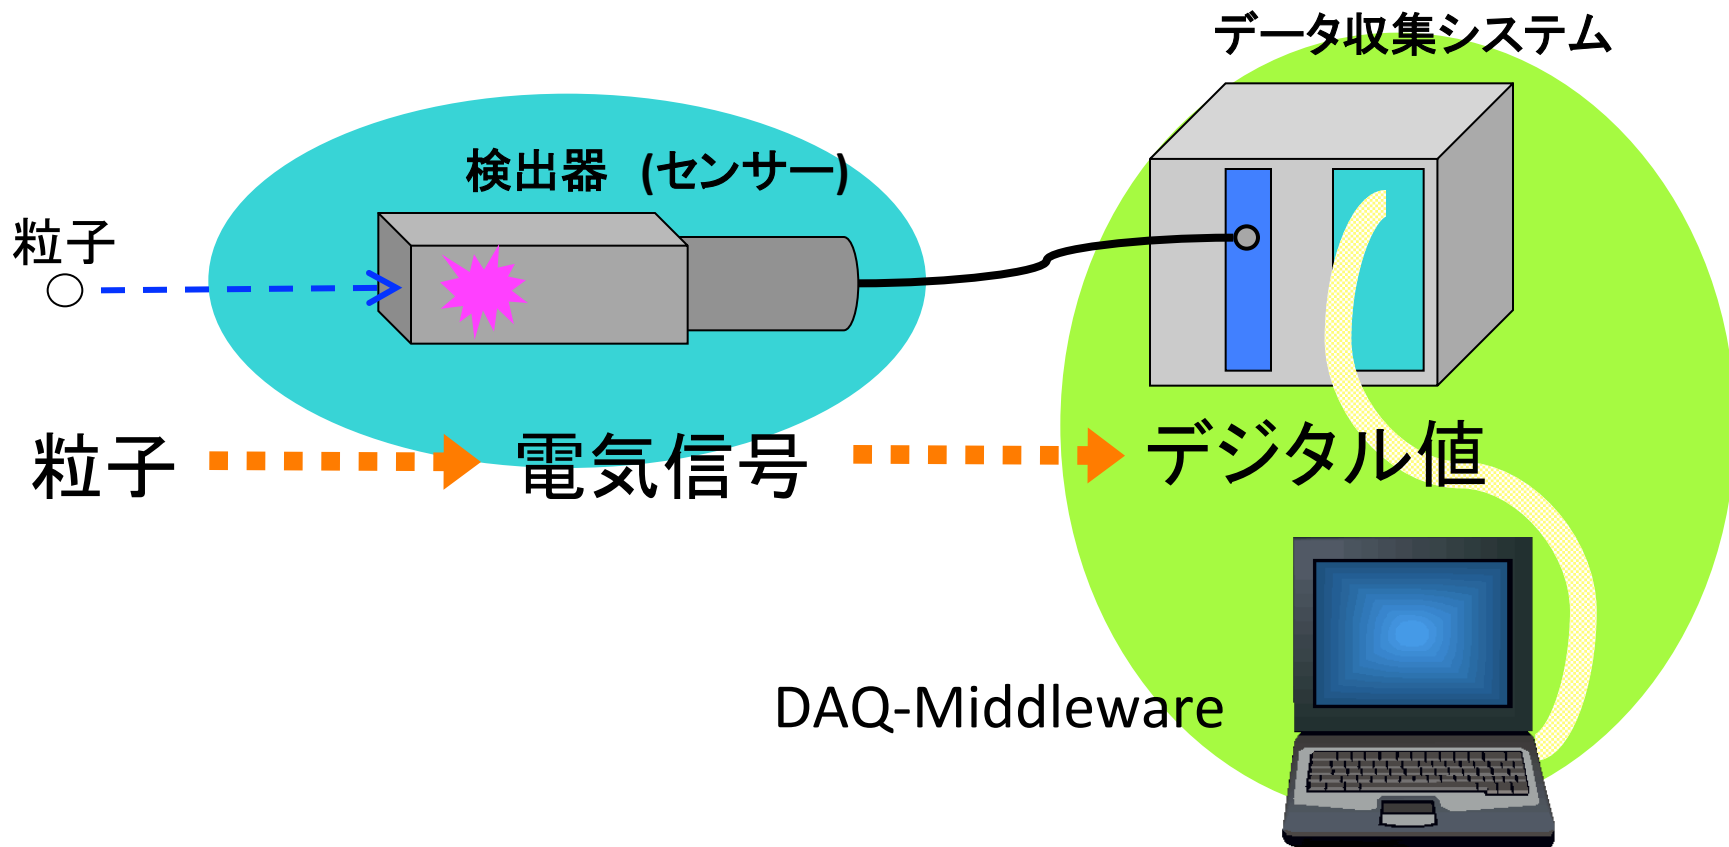 データ収集システム
検出器 (センサー)
粒子
粒子
電気信号
デジタル値
DAQ-Middleware